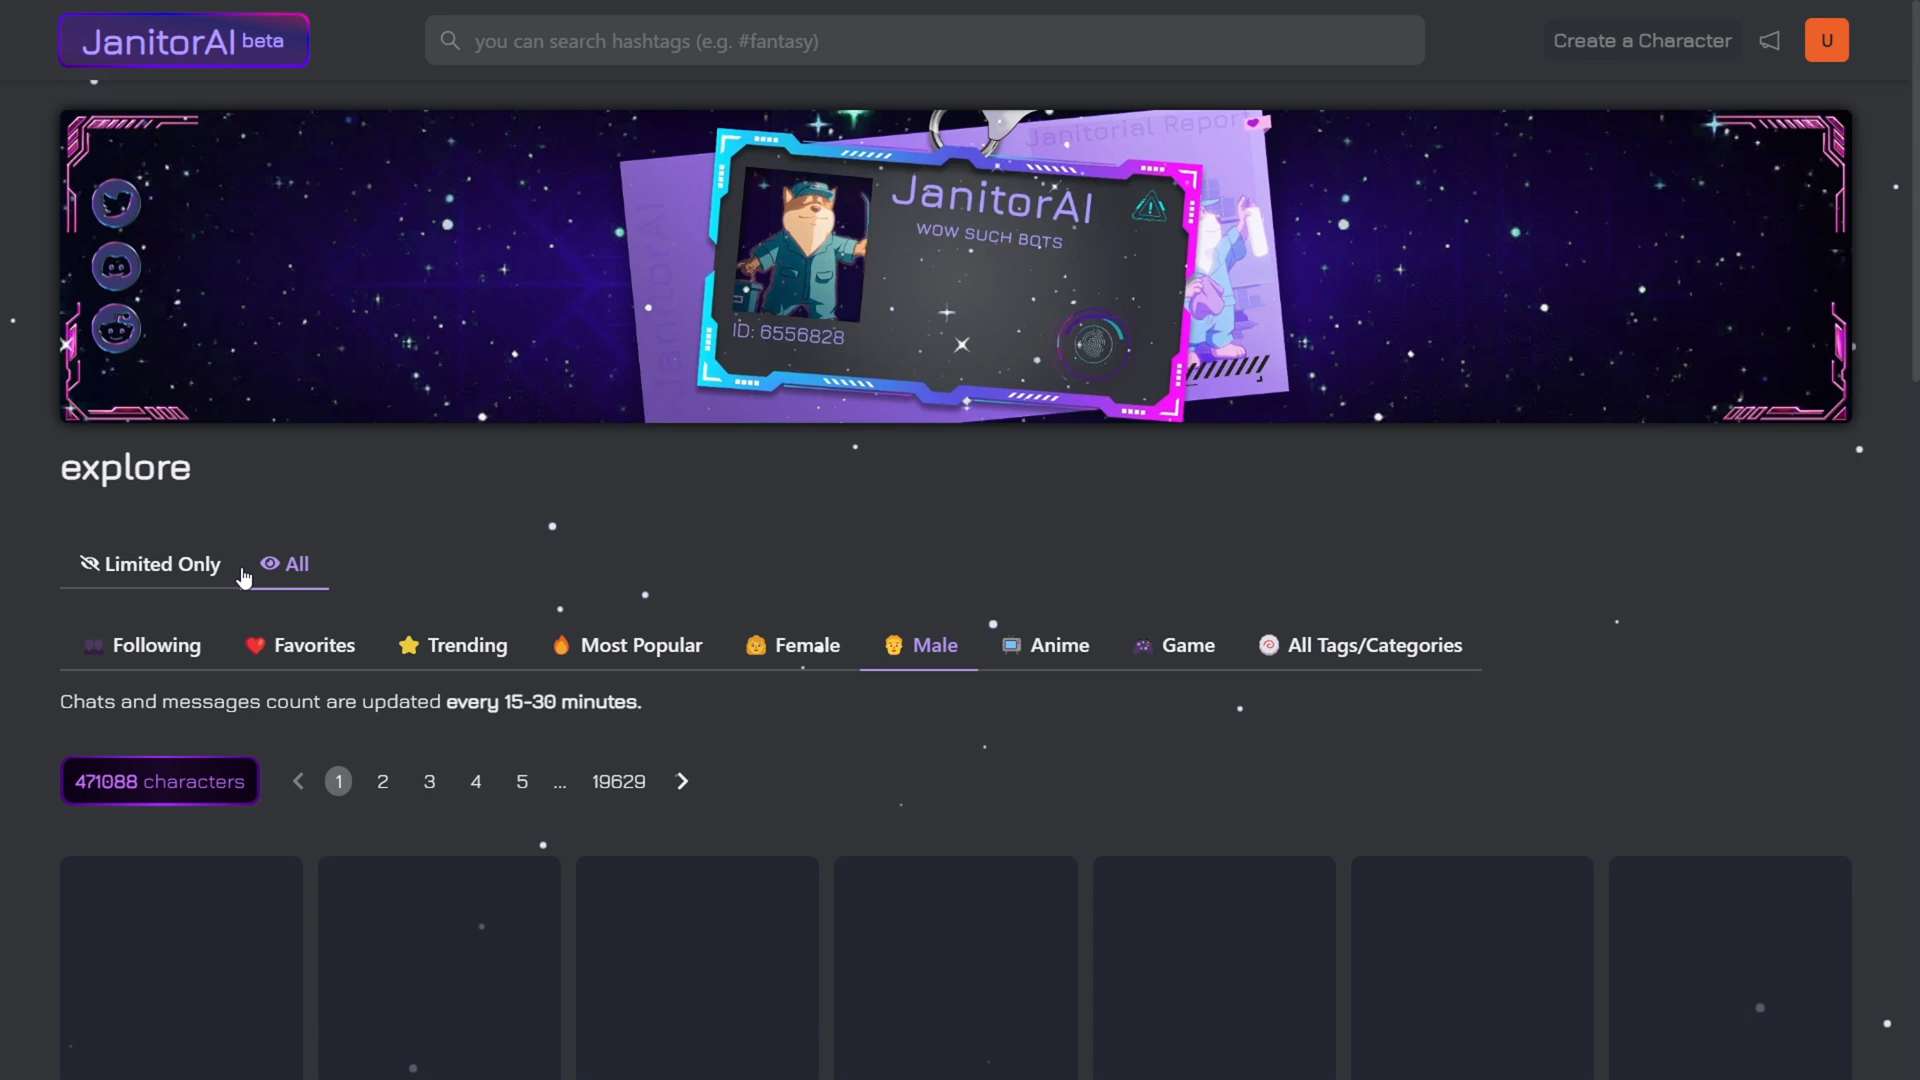 JanitorAI beta
you can search hashtags (e.g. #fantasy)
Create a Character
U
Janitorial Report
JanitorAI
JanitorAI
WOW SUCH BOTS
ID: 6556828
explore
Limited Only
All
Following
Favorites
Trending
Most Popular
Female
Male
Anime
Game
All Tags/Categories
Chats and messages count are updated every 15-30 minutes.
471088 characters
1
2
3
4
5
...
19629